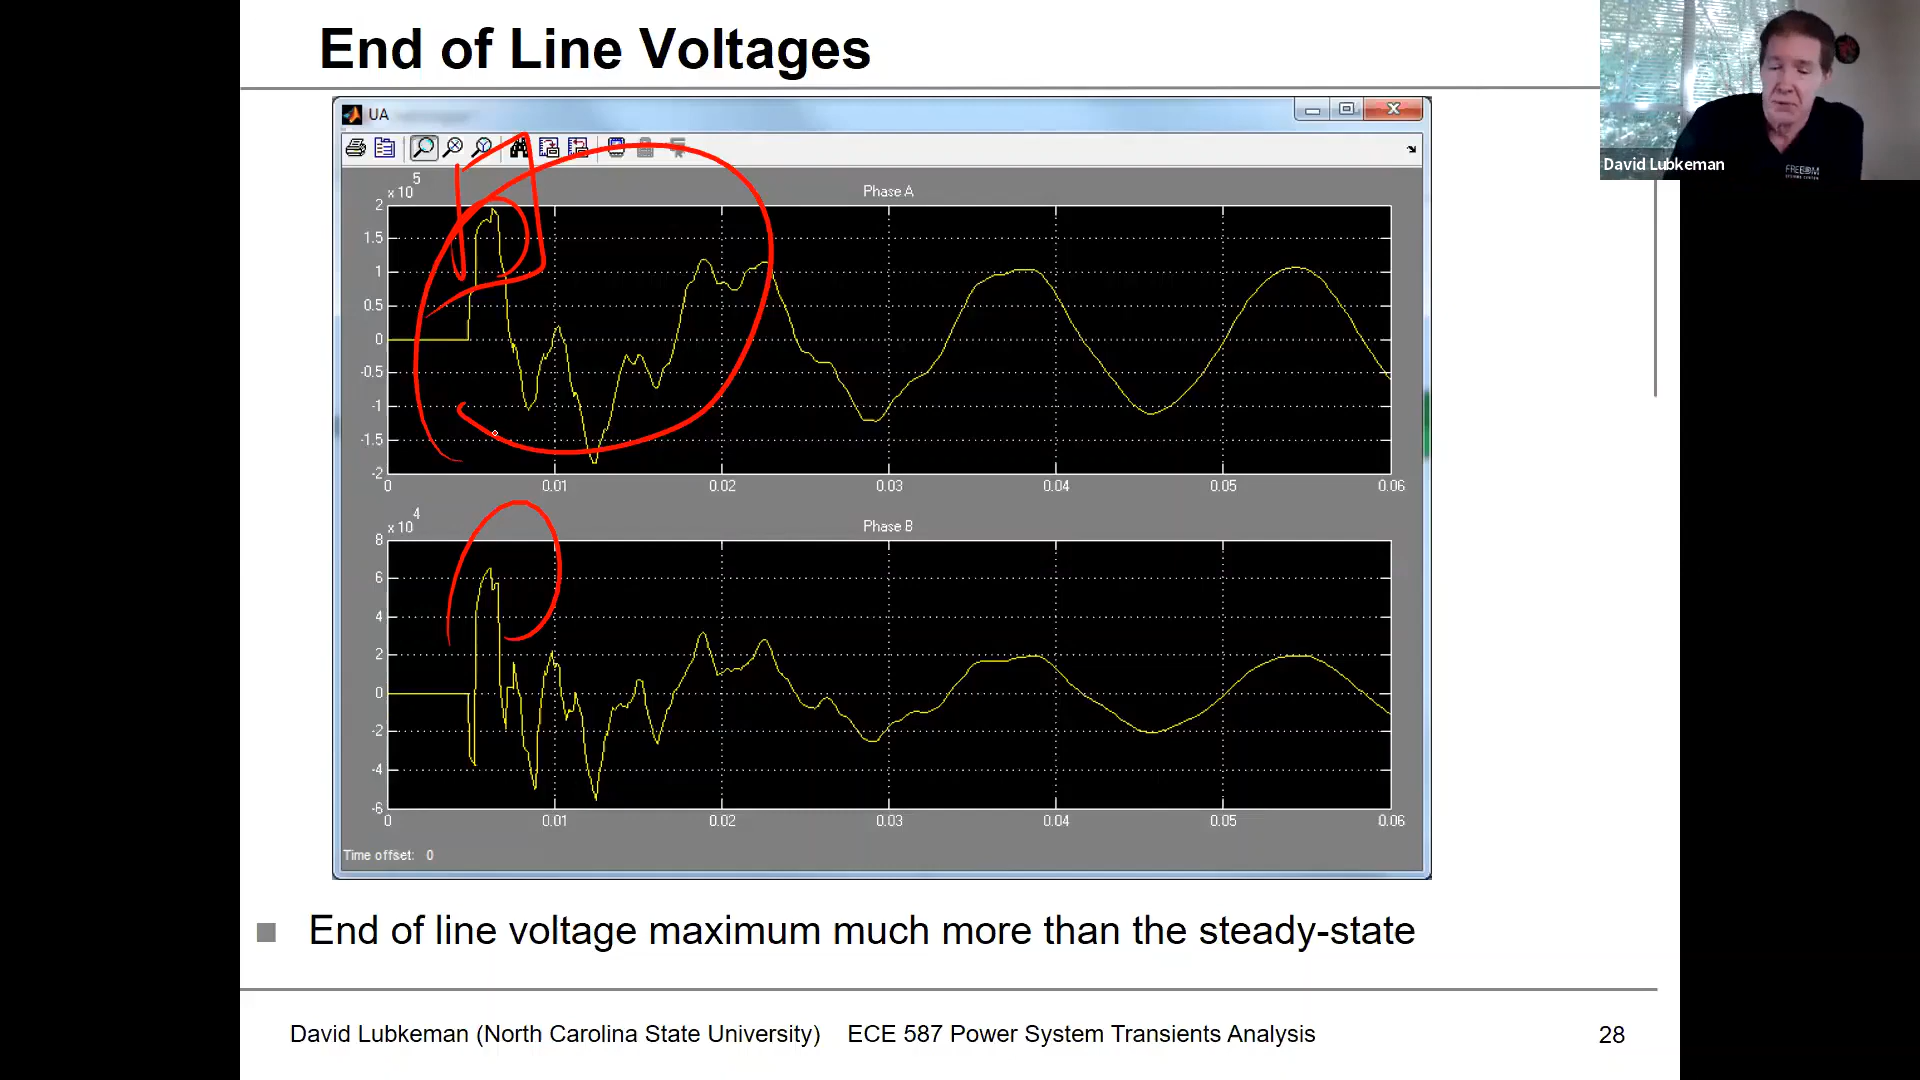 End of Line Voltages
UA
Phase A
x 10
5
2
1.5
1
0.5
0
-0.5
-1
-1.5
-2
0
0.01
0.02
0.03
0.04
0.05
0.06
Phase B
x 10
4
8
6
4
2
0
-2
-4
-6
0
0.01
0.02
0.03
0.04
0.05
0.06
Time offset: 0
End of line voltage maximum much more than the steady-state
David Lubkeman (North Carolina State University) ECE 587 Power System Transients Analysis
28
David Lubkeman
FREEDM
SYSTEMS CENTER